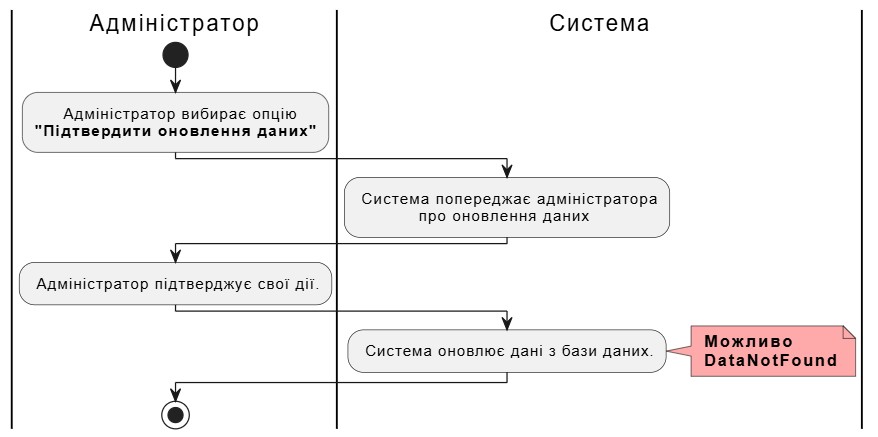 Адміністратор
Система
Адміністратор вибирає опцію
"Підтвердити оновлення даних"
Система попереджає адміністратора
про оновлення даних
Адміністратор підтверджує свої дії.
Система оновлює дані з бази даних.
Можливо
DataNotFound